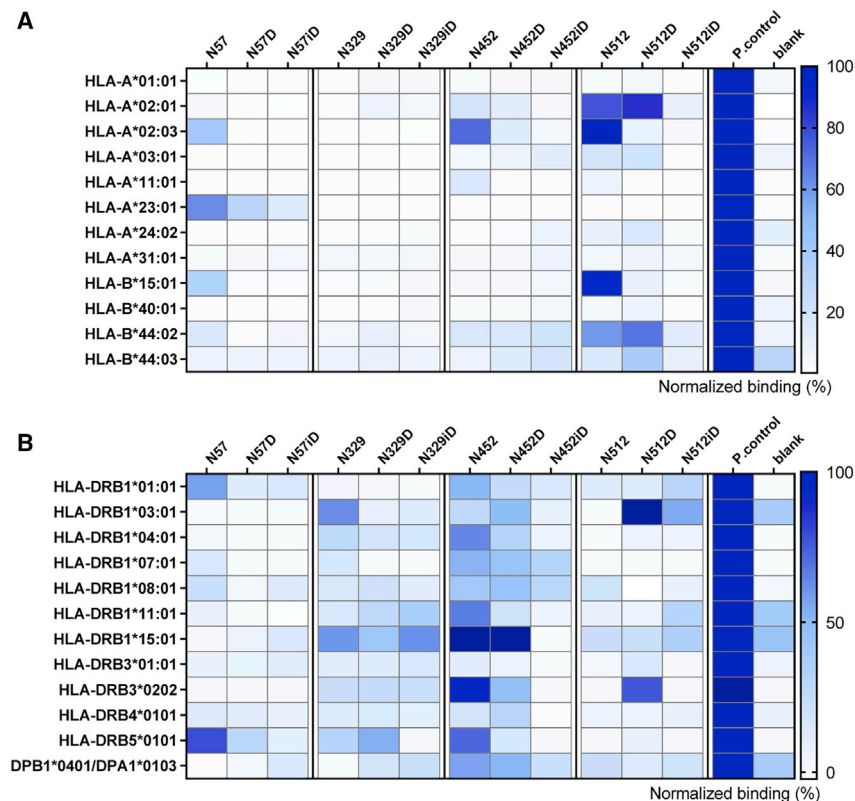 A
N57 N57D N57iD N329 N329D N329iD N452 N452D N452iD N512 N512D N512iD P.control blank
HLA-A*01:01
HLA-A*02:01
HLA-A*02:03
HLA-A*03:01
HLA-A*11:01
HLA-A*23:01
HLA-A*24:02
HLA-A*31:01
HLA-B*15:01
HLA-B*40:01
HLA-B*44:02
HLA-B*44:03
100
80
60
40
20
Normalized binding (%)
B
N57 N57D N57iD N329 N329D N329iD N452 N452D N452iD N512 N512D N512iD P.control blank
HLA-DRB1*01:01
HLA-DRB1*03:01
HLA-DRB1*04:01
HLA-DRB1*07:01
HLA-DRB1*08:01
HLA-DRB1*11:01
HLA-DRB1*15:01
HLA-DRB3*01:01
HLA-DRB3*0202
HLA-DRB4*0101
HLA-DRB5*0101
DPB1*0401/DPA1*0103
100
50
0
Normalized binding (%)